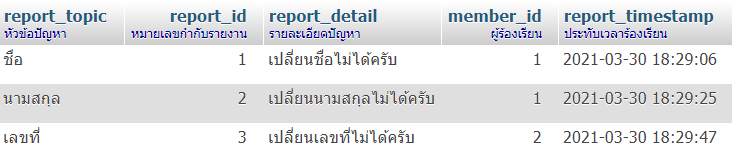 report_topic report_id report_detail member_id report_timestamp
หัวข้อปัญหา หมายเลขกำกับรายงาน รายละเอียดปัญหา ผู้ร้องเรียน ประทับเวลาร้องเรียน
ชื่อ 1 เปลี่ยนชื่อไม่ได้ครับ 1 2021-03-30 18:29:06
นามสกุล 2 เปลี่ยนนามสกุลไม่ได้ครับ 1 2021-03-30 18:29:25
เลขที่ 3 เปลี่ยนเลขที่ไม่ได้ครับ 2 2021-03-30 18:29:47